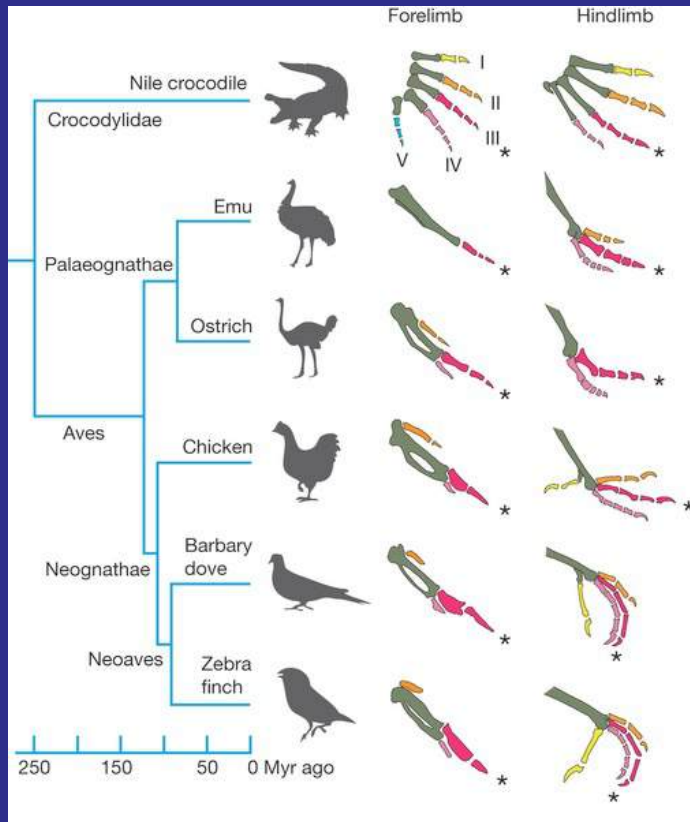 Forelimb Hindlimb
Nile crocodile
Crocodylidae
I
II
III
IV
V
*
*
Emu
Palaeognathae
*
*
Ostrich
*
*
Aves
Chicken
*
*
Barbary
dove
Neognathae
*
*
Neoaves
Zebra
finch
*
*
250 150 50 0 Myr ago